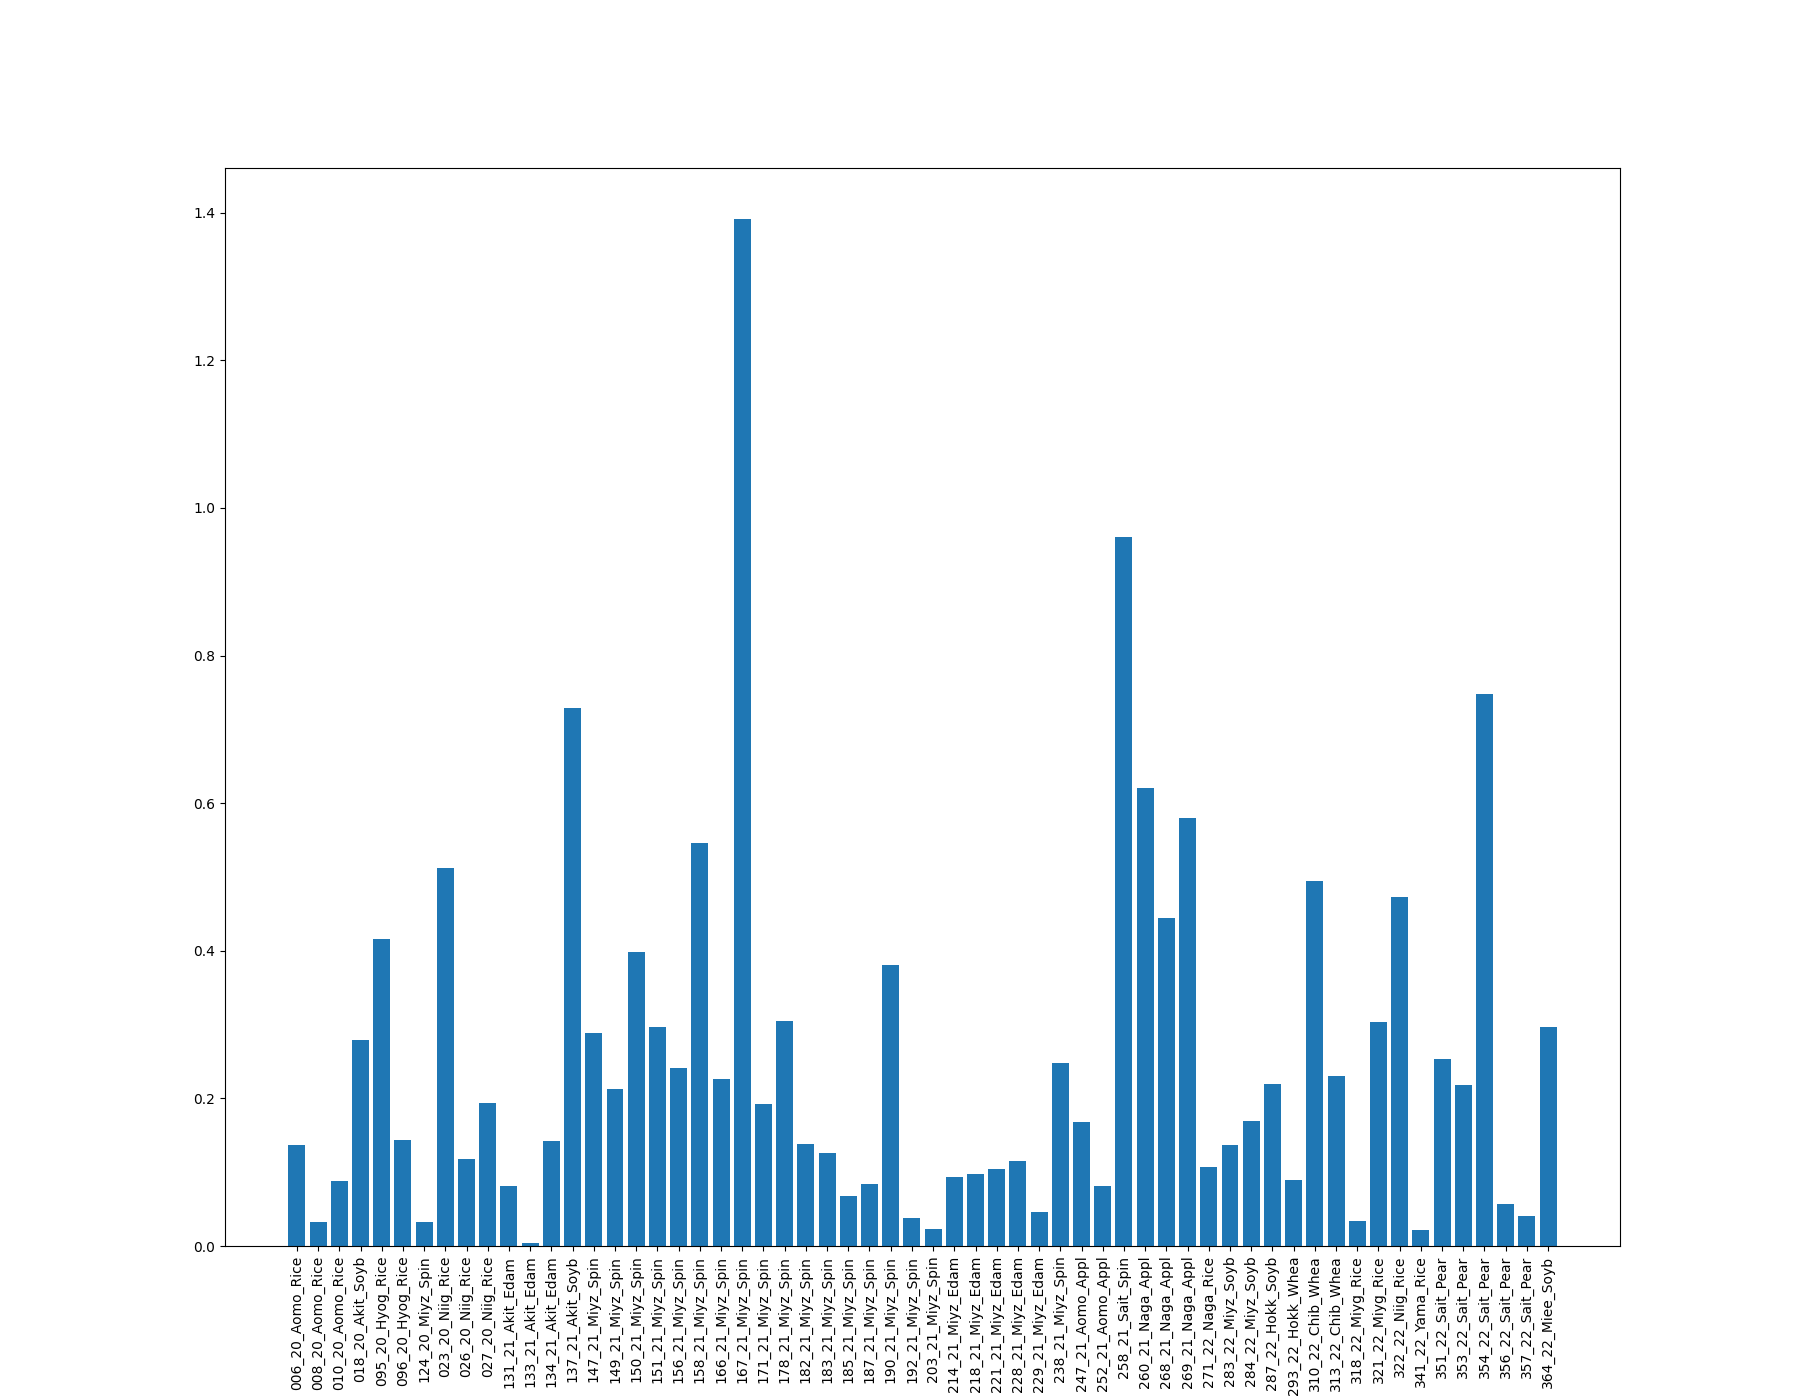 1.4
1.2
1.0
0.8
0.6
0.4
0.2
0.0
006_20_Aomo_Rice
008_20_Aomo_Rice
010_20_Aomo_Rice
018_20_Akit_Soyb
095_20_Hyog_Rice
096_20_Hyog_Rice
124_20_Miyz_Spin
023_20_Niig_Rice
026_20_Niig_Rice
027_20_Niig_Rice
131_21_Akit_Edam
133_21_Akit_Edam
134_21_Akit_Edam
137_21_Akit_Soyb
147_21_Miyz_Spin
149_21_Miyz_Spin
150_21_Miyz_Spin
151_21_Miyz_Spin
156_21_Miyz_Spin
158_21_Miyz_Spin
166_21_Miyz_Spin
167_21_Miyz_Spin
171_21_Miyz_Spin
178_21_Miyz_Spin
182_21_Miyz_Spin
183_21_Miyz_Spin
185_21_Miyz_Spin
187_21_Miyz_Spin
190_21_Miyz_Spin
192_21_Miyz_Spin
203_21_Miyz_Spin
214_21_Miyz_Edam
218_21_Miyz_Edam
221_21_Miyz_Edam
228_21_Miyz_Edam
229_21_Miyz_Edam
238_21_Miyz_Spin
247_21_Aomo_Appl
252_21_Aomo_Appl
258_21_Sait_Spin
260_21_Naga_Appl
268_21_Naga_Appl
269_21_Naga_Appl
271_22_Naga_Rice
283_22_Miyz_Soyb
284_22_Miyz_Soyb
287_22_Hokk_Soyb
293_22_Hokk_Whea
310_22_Chib_Whea
313_22_Chib_Whea
318_22_Miyg_Rice
321_22_Miyg_Rice
322_22_Niig_Rice
341_22_Yama_Rice
351_22_Sait_Pear
353_22_Sait_Pear
354_22_Sait_Pear
356_22_Sait_Pear
357_22_Sait_Pear
364_22_Miee_Soyb